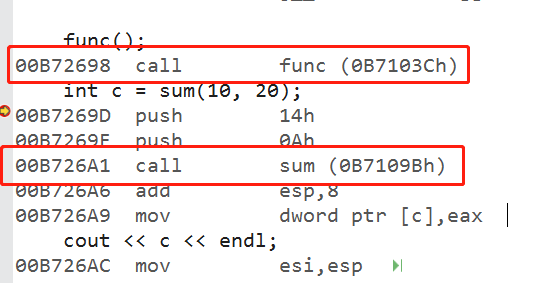 func();
00B72698 call func (0B7103Ch)
int c = sum(10, 20);
00B7269D push 14h
00B7269F push 0Ah
00B726A1 call sum (0B7109Bh)
00B726A6 add esp,8
00B726A9 mov dword ptr [c],eax
cout << c << endl;
00B726AC mov esi,esp